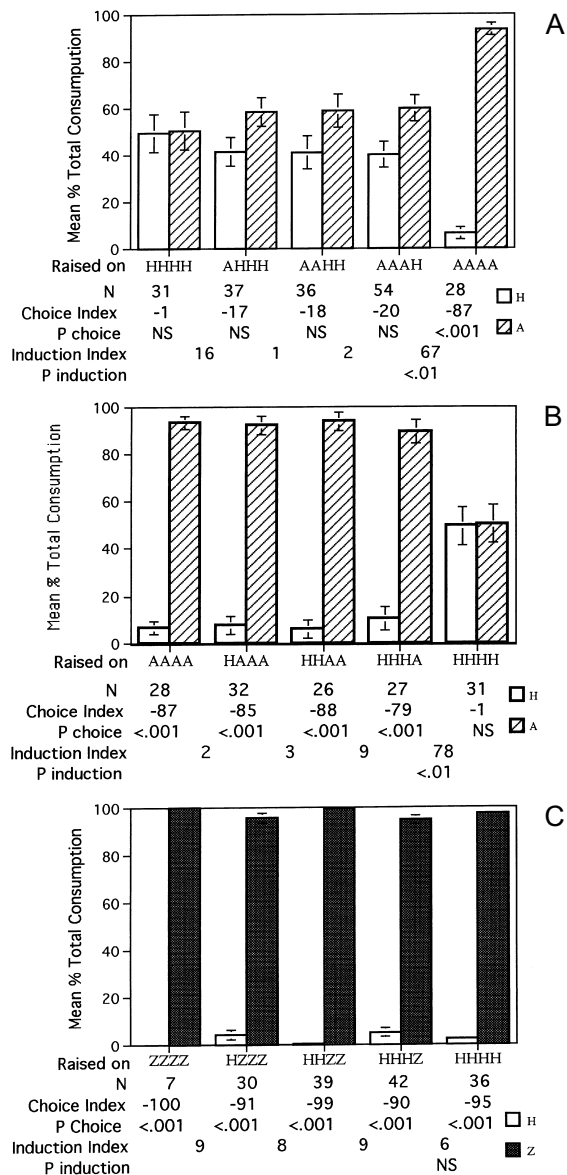 A
Mean % Total Consumpution
100
80
60
40
20
0
Raised on HHHH AHHH AAHH AAAH AAAA
N 31 37 36 54 28
Choice Index -1 -17 -18 -20 -87
P choice NS NS NS NS <.001
Induction Index 16 1 2 67
P induction <.01
H
A
B
Mean % Total Consumption
100
80
60
40
20
0
Raised on AAAA HAAA HHAA HHHA HHHH
N 28 32 26 27 31
Choice Index -87 -85 -88 -79 -1
P choice <.001 <.001 <.001 <.001 NS
Induction Index 2 3 9 78
P induction <.01
H
A
C
Mean % Total Consumption
100
80
60
40
20
0
Raised on ZZZZ HZZZ HHZZ HHHZ HHHH
N 7 30 39 42 36
Choice Index -100 -91 -99 -90 -95
P Choice <.001 <.001 <.001 <.001 <.001
Induction Index 9 8 9 6
P induction NS
H
Z